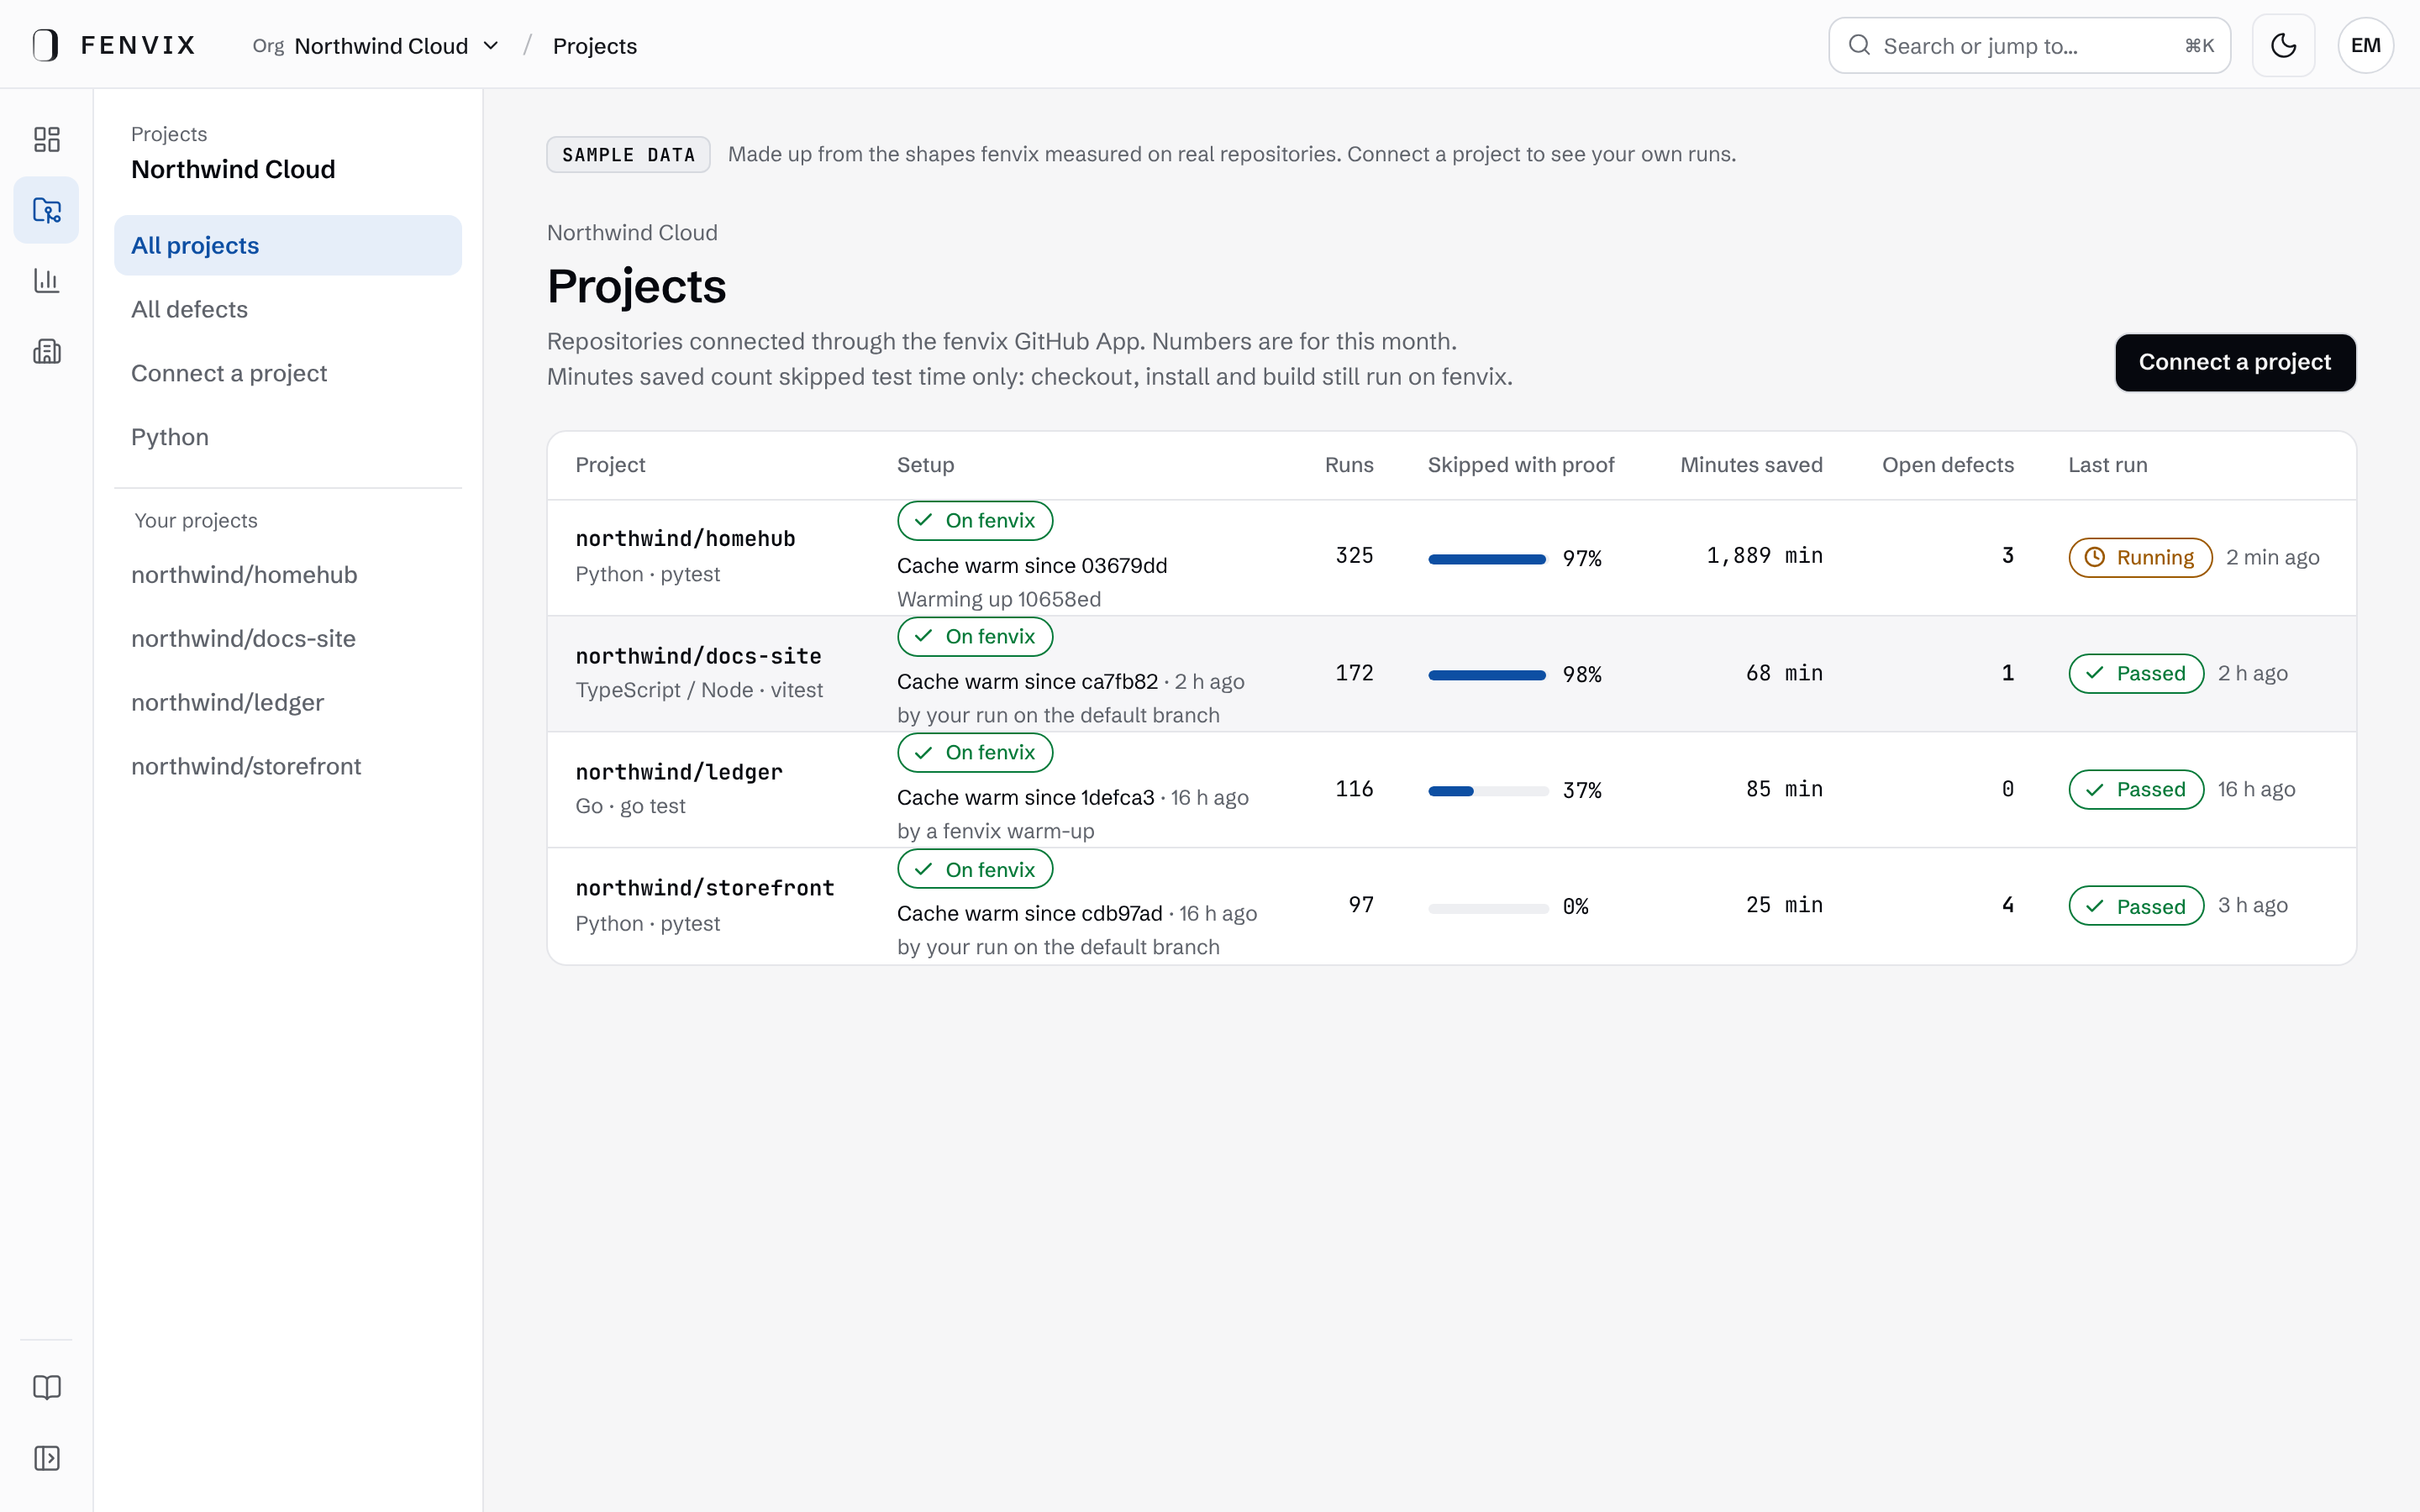 FENVIX
Org Northwind Cloud / Projects
Search or jump to... ⌘K
EM
Projects
Northwind Cloud
All projects
All defects
Connect a project
Python
Your projects
northwind/homehub
northwind/docs-site
northwind/ledger
northwind/storefront
SAMPLE DATA Made up from the shapes fenvix measured on real repositories. Connect a project to see your own runs.
Northwind Cloud
Projects
Repositories connected through the fenvix GitHub App. Numbers are for this month.
Minutes saved count skipped test time only: checkout, install and build still run on fenvix.
Connect a project
Project Setup Runs Skipped with proof Minutes saved Open defects Last run
northwind/homehub
Python · pytest
On fenvix
Cache warm since 03679dd
Warming up 10658ed
325 97% 1,889 min 3 Running 2 min ago
northwind/docs-site
TypeScript / Node · vitest
On fenvix
Cache warm since ca7fb82 · 2 h ago
by your run on the default branch
172 98% 68 min 1 Passed 2 h ago
northwind/ledger
Go · go test
On fenvix
Cache warm since 1defca3 · 16 h ago
by a fenvix warm-up
116 37% 85 min 0 Passed 16 h ago
northwind/storefront
Python · pytest
On fenvix
Cache warm since cdb97ad · 16 h ago
by your run on the default branch
97 0% 25 min 4 Passed 3 h ago